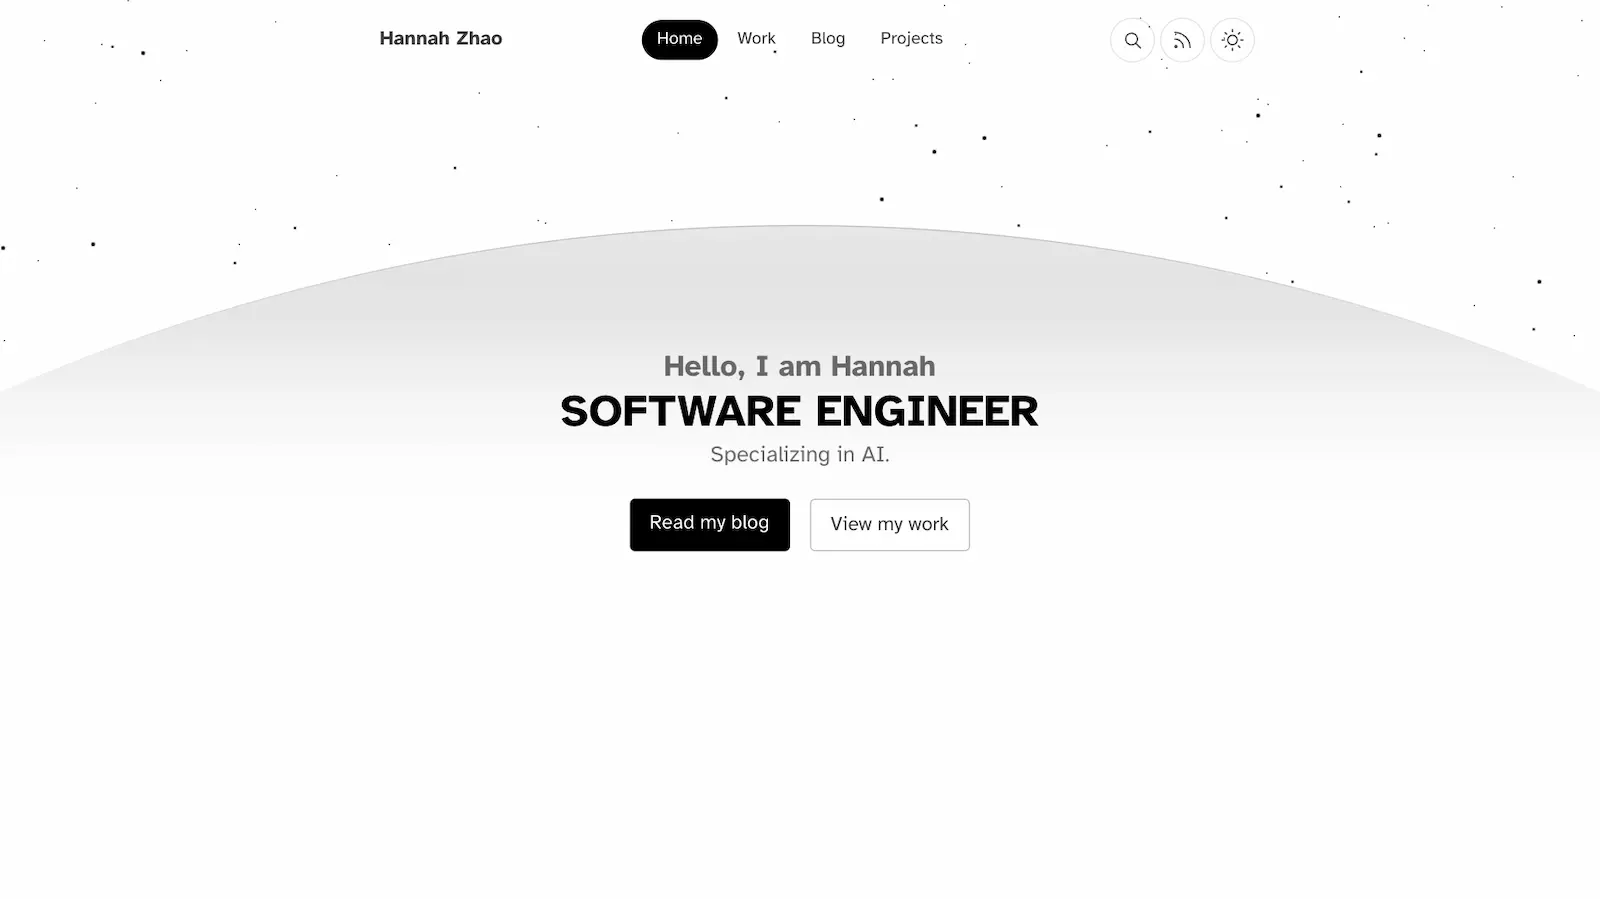 Hannah Zhao
Home
Work
Blog
Projects
Hello, I am Hannah
SOFTWARE ENGINEER
Specializing in AI.
Read my blog
View my work